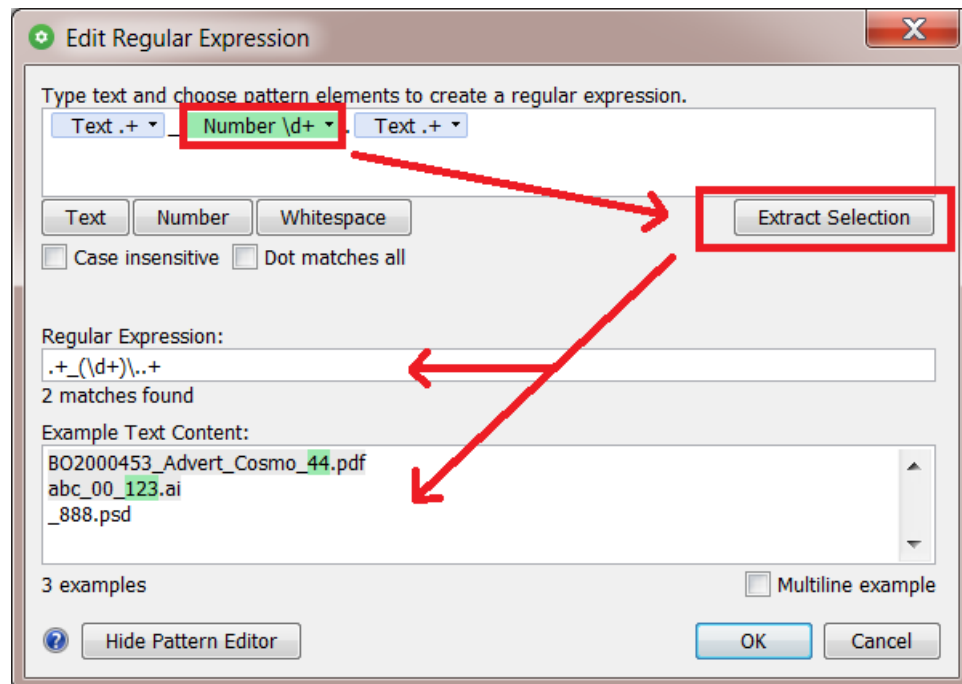 Edit Regular Expression
X
Type text and choose pattern elements to create a regular expression.
Text .+ _ Number \d+ . Text .+
Text Number Whitespace Extract Selection
Case insensitive Dot matches all
Regular Expression:
.+_(\d+)\..+
2 matches found
Example Text Content:
BO2000453_Advert_Cosmo_44.pdf
abc_00_123.ai
_888.psd
3 examples Multiline example
? Hide Pattern Editor OK Cancel